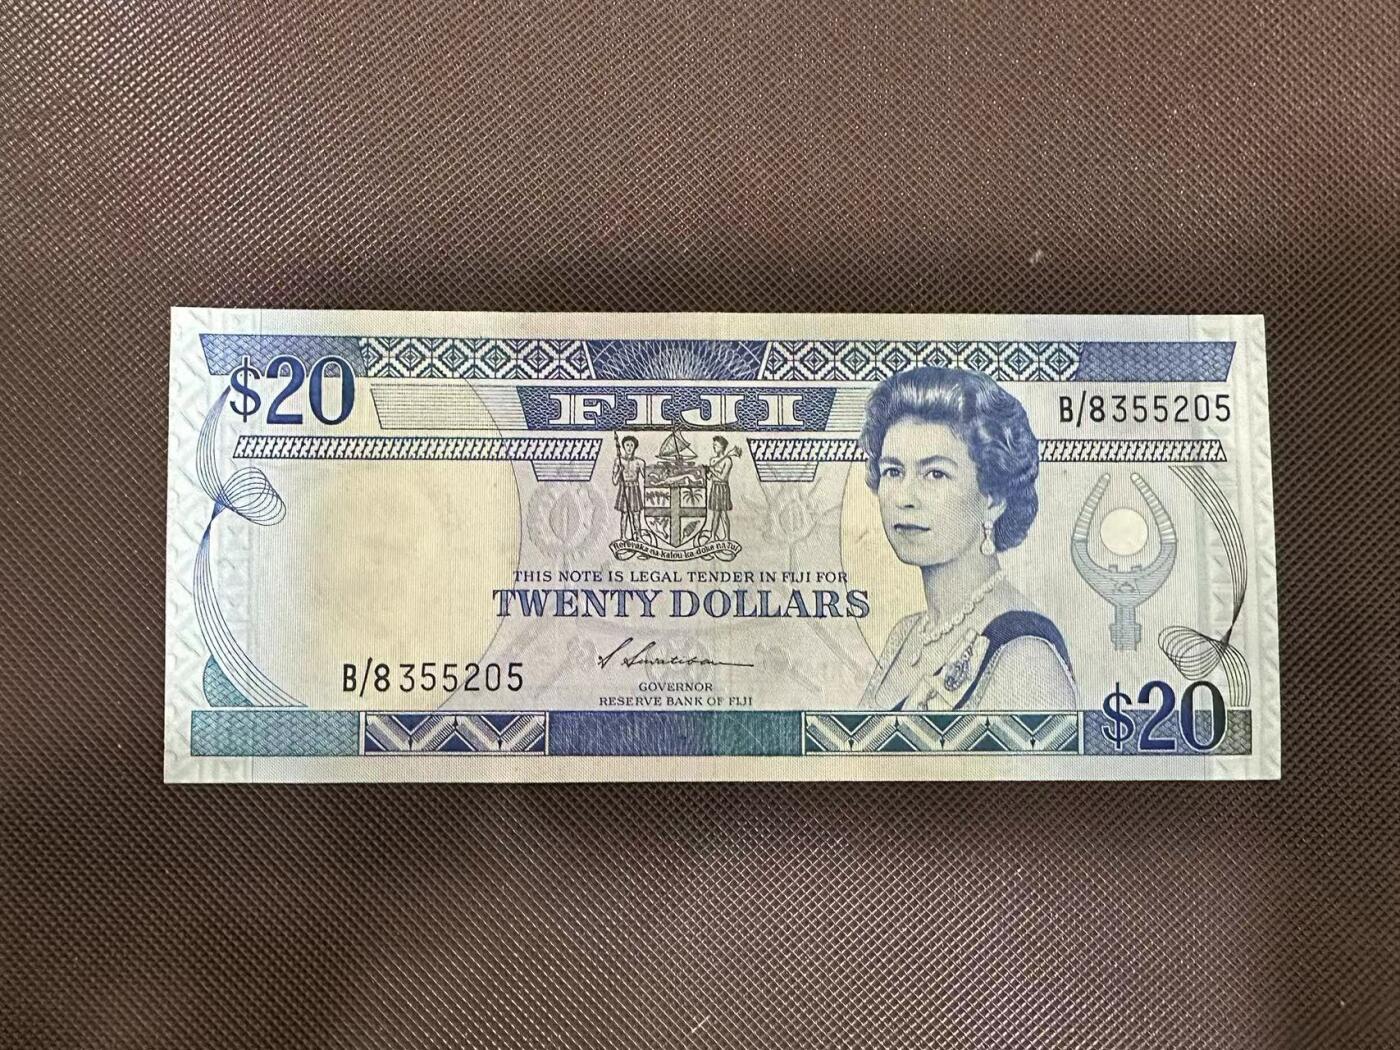 $20
FIJI
B/8355205
Rerevaka na kalou ka doka na Tui
THIS NOTE IS LEGAL TENDER IN FIJI FOR
TWENTY DOLLARS
B/8355205
GOVERNOR
RESERVE BANK OF FIJI
$20